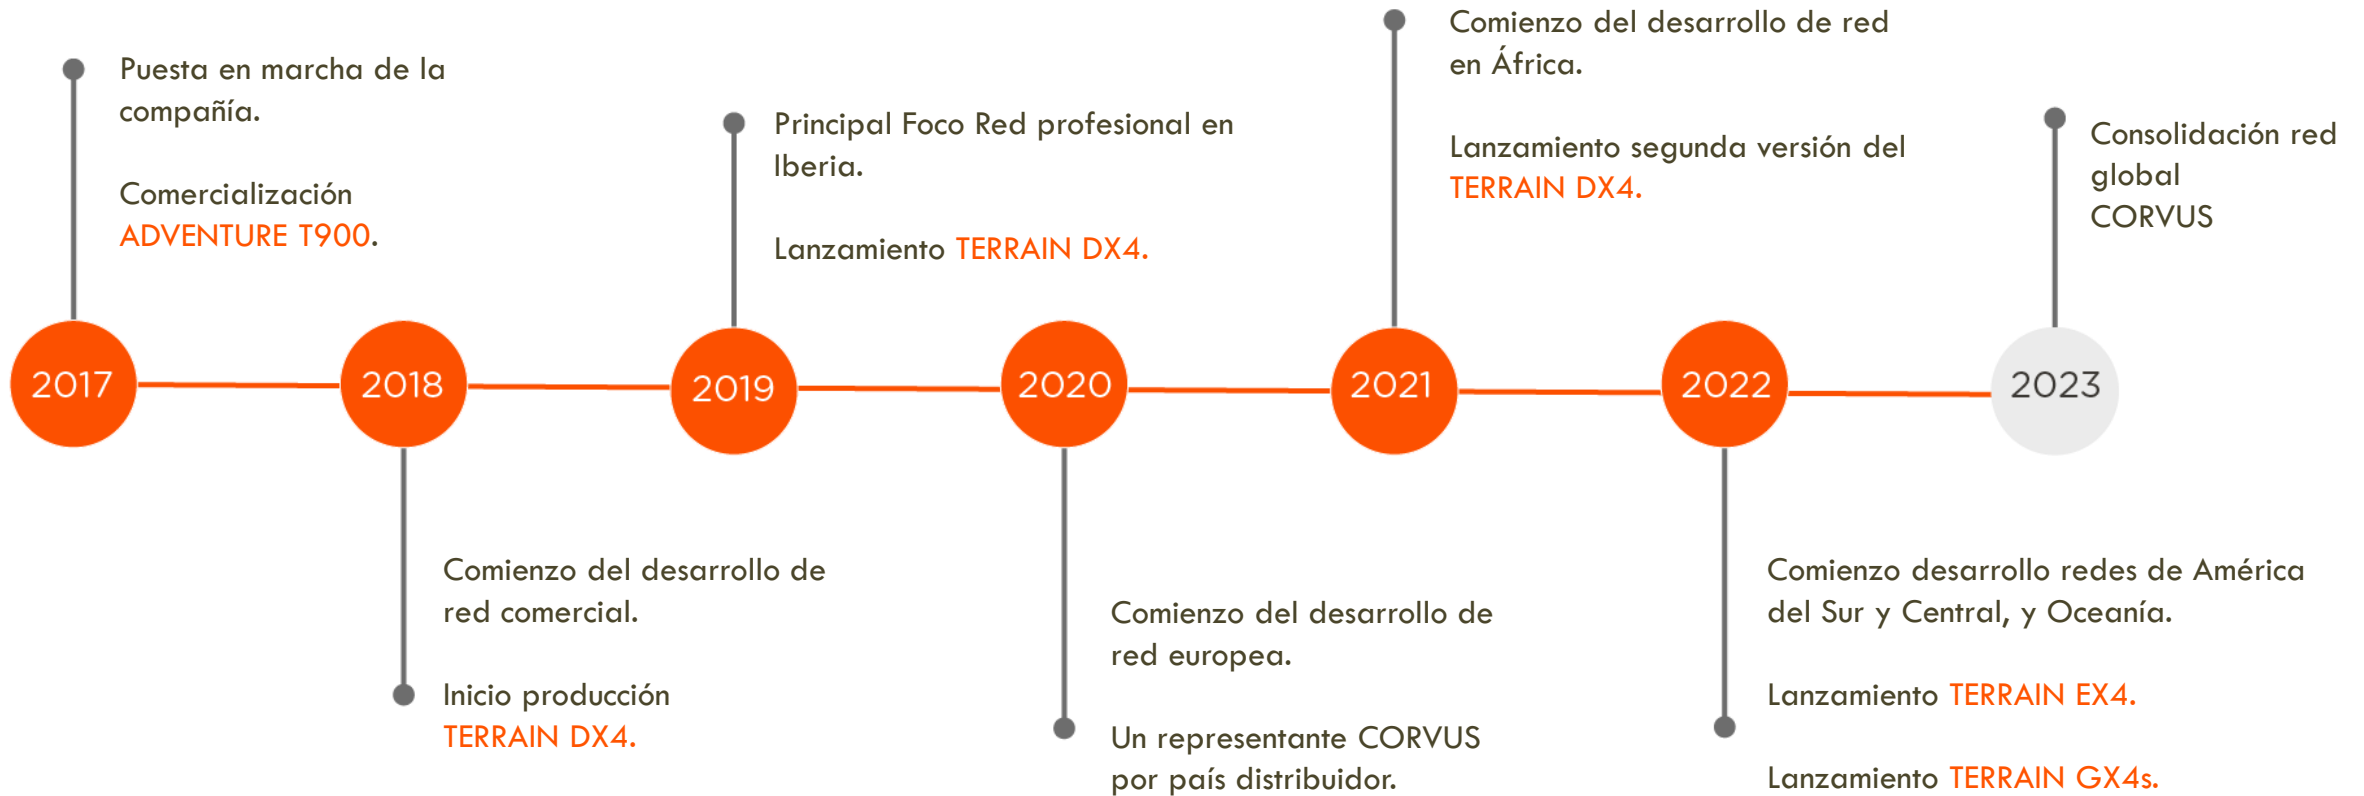 Puesta en marcha de la
compañía.
Comercialización
ADVENTURE T900.
2017
2018
Comienzo del desarrollo de
red comercial.
Inicio producción
TERRAIN DX4.
Principal Foco Red profesional en
Iberia.
Lanzamiento TERRAIN DX4.
2019
2020
Comienzo del desarrollo de
red europea.
Un representante CORVUS
por país distribuidor.
Comienzo del desarrollo de red
en África.
Lanzamiento segunda versión del
TERRAIN DX4.
2021
2022
Comienzo desarrollo redes de América
del Sur y Central, y Oceanía.
Lanzamiento TERRAIN EX4.
Lanzamiento TERRAIN GX4s.
Consolidación red
global
CORVUS
2023